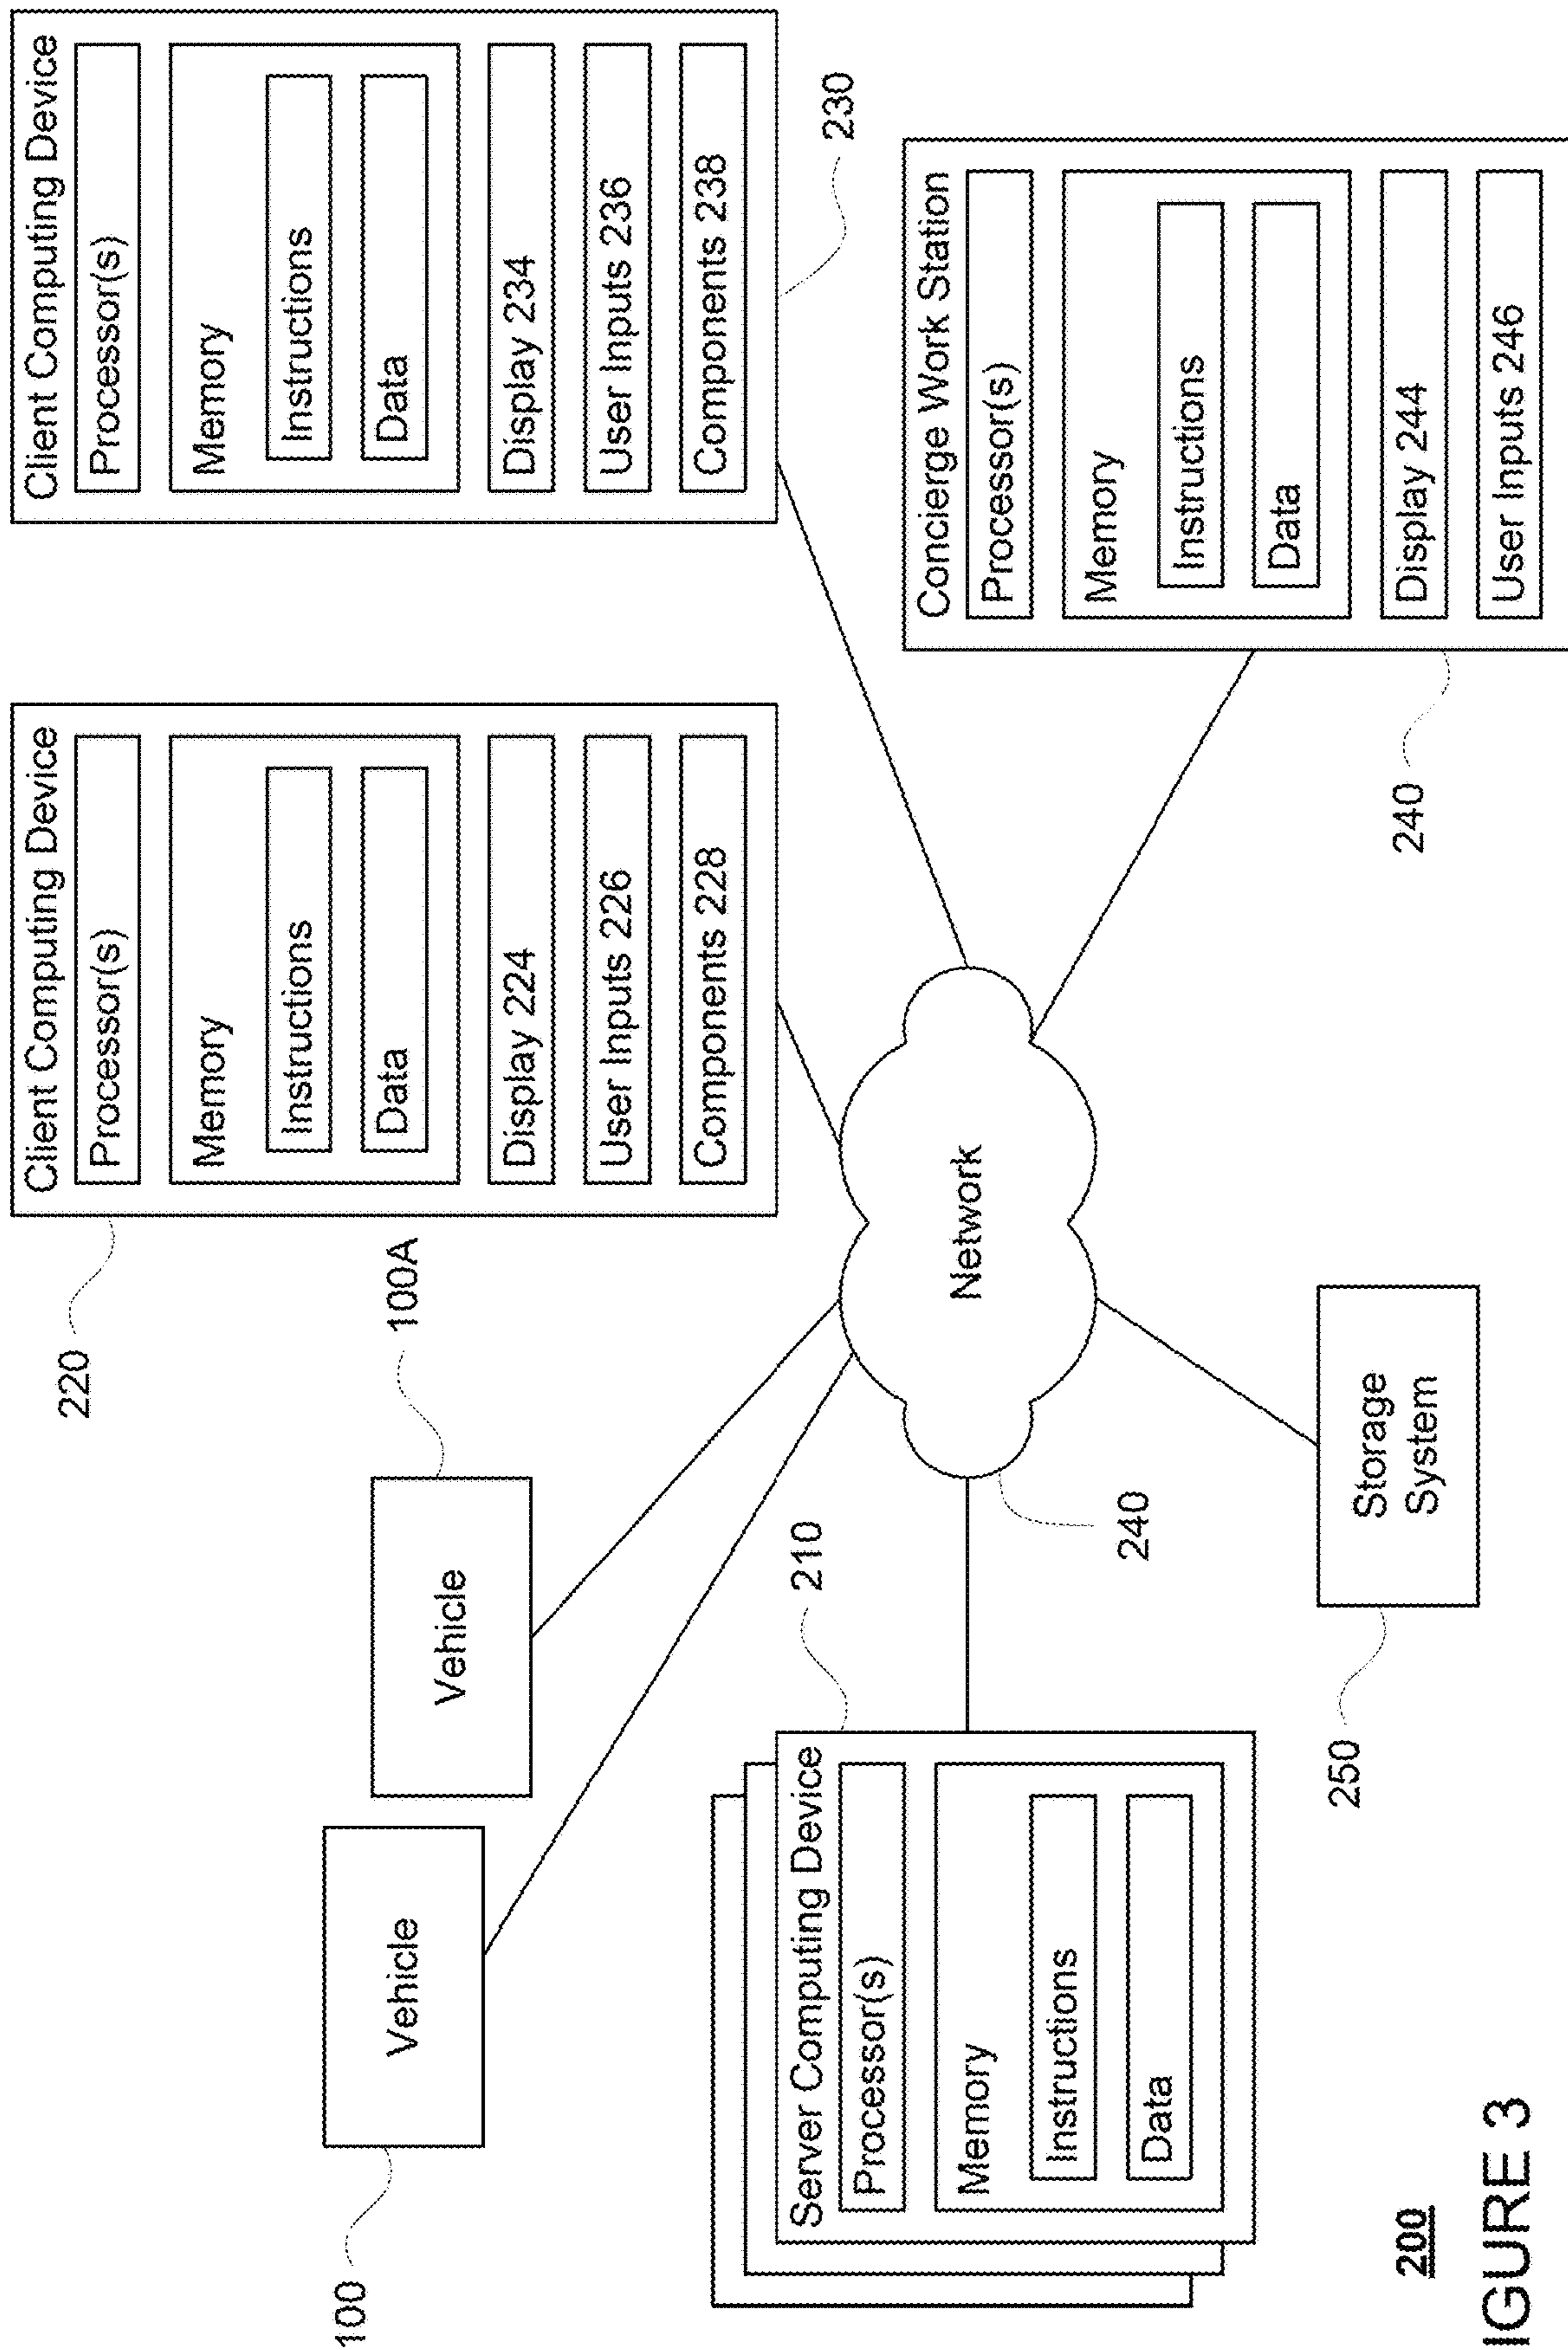 Vehicle
100
Vehicle
100A
220
Client Computing Device
Processor(s)
Memory
Instructions
Data
Display 224
User Inputs 226
Components 228
Client Computing Device
Processor(s)
Memory
Instructions
Data
Display 234
User Inputs 236
Components 238
230
Server Computing Device
Processor(s)
Memory
Instructions
Data
210
Network
240
Concierge Work Station
Processor(s)
Memory
Instructions
Data
Display 244
User Inputs 246
240
Storage
System
250
200
IGURE 3